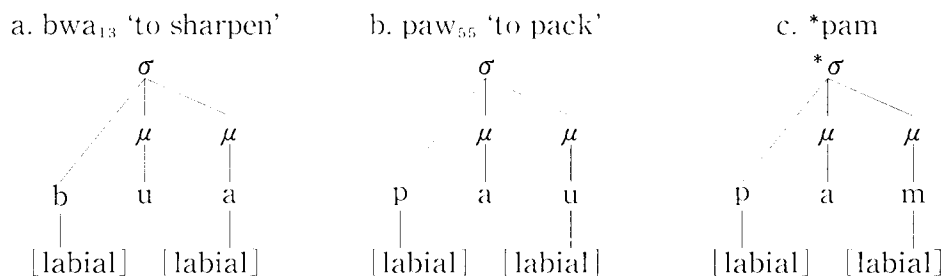 a. bwa₁₃ ‘to sharpen’ b. paw₅₅ ‘to pack’ c. *pam
σ σ *σ
μ μ μ μ μ μ
b u a p a u p a m
[labial] [labial] [labial] [labial] [labial] [labial]